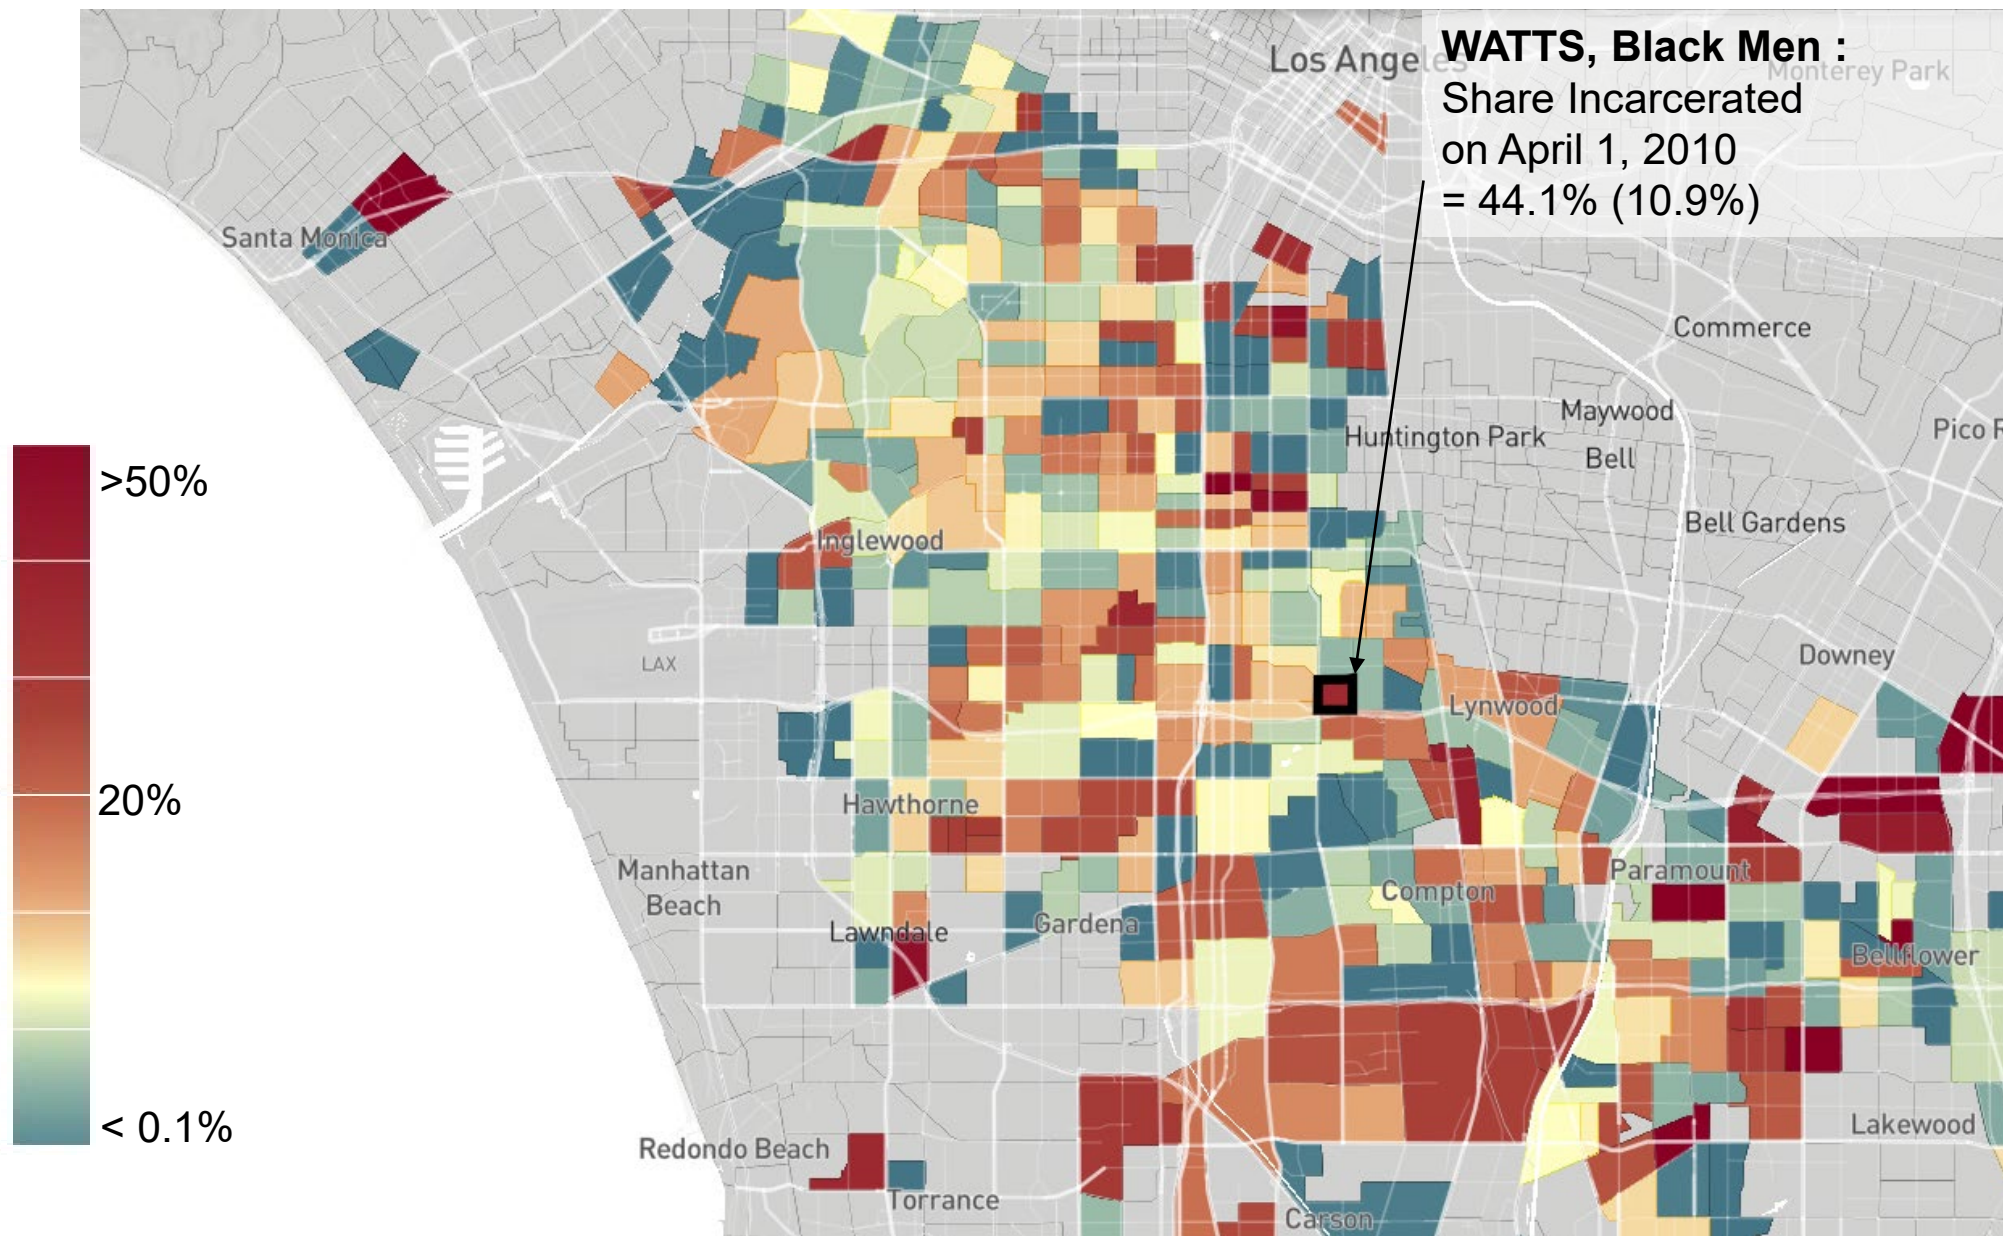 WATTS, Black Men :
Share Incarcerated
on April 1, 2010
= 44.1% (10.9%)
Los Angeles
Monterey Park
Santa Monica
Commerce
Maywood
Huntington Park
Pico R
Bell
>50%
Bell Gardens
Inglewood
Downey
LAX
Lynwood
20%
Hawthorne
Manhattan
Beach
Paramount
Compton
Lawndale
Gardena
Bellflower
< 0.1%
Lakewood
Redondo Beach
Torrance
Carson